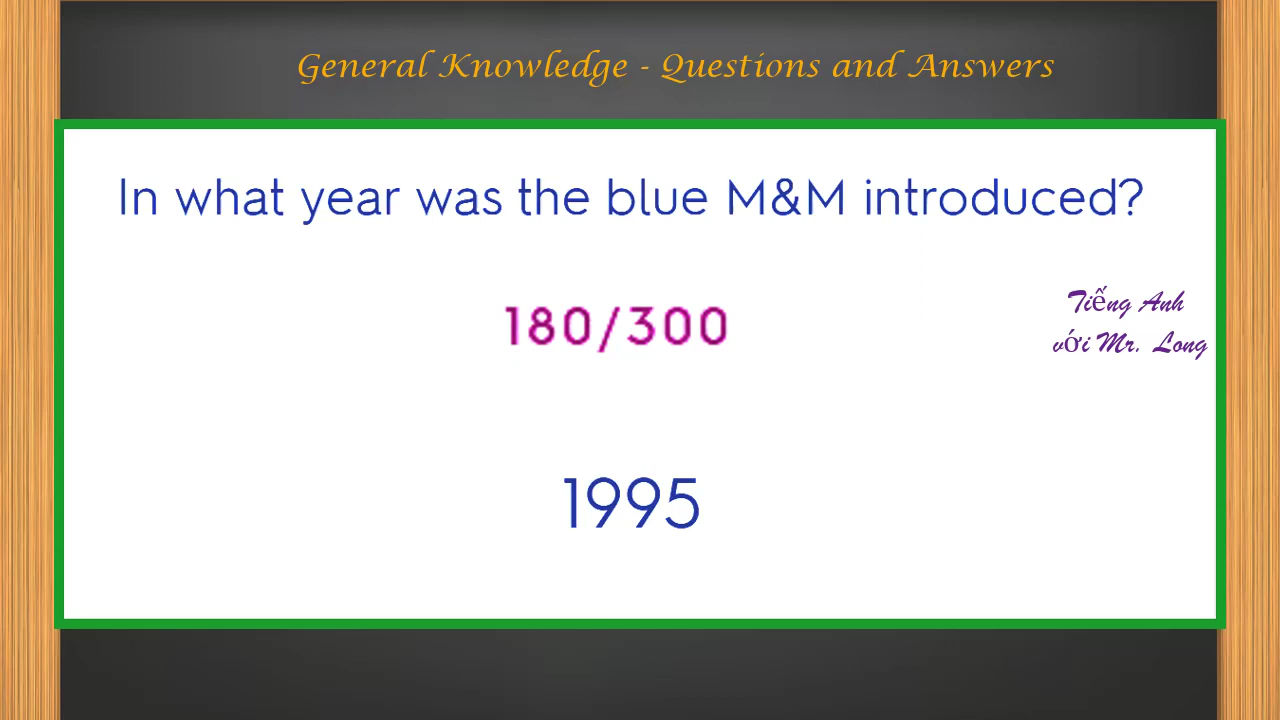 General Knowledge - Questions and Answers
In what year was the blue M&M introduced?
180/300
Tiếng Anh
với Mr. Long
1995